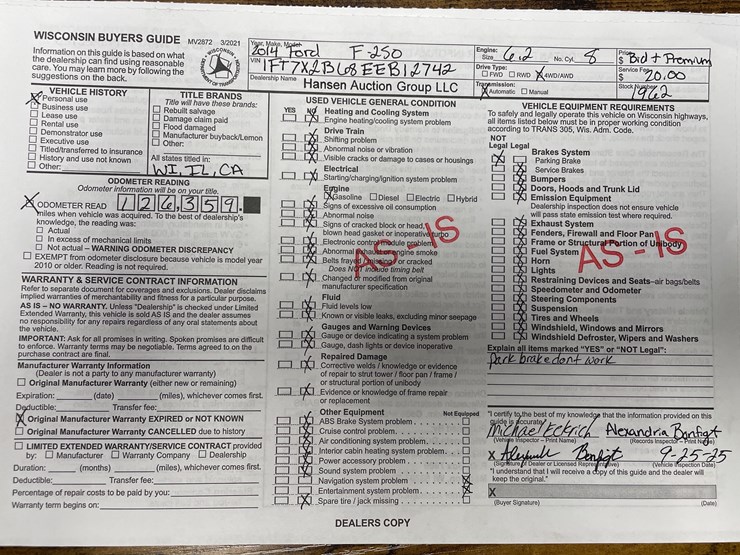 WISCONSIN BUYERS GUIDE MV2872 3/2021
Information on this guide is based on what
the dealership can find using reasonable
care. You may learn more by following the
suggestions on the back.
Year, Make, Model
2014 Ford F-250
VIN 1FT7X2B68EEB12742
Dealership Name Hansen Auction Group LLC
Engine: Size 6.2 No. Cyl. 8
Drive Type:
FWD RWD X 4WD/AWD
Transmission:
Automatic Manual
Price $ Bid + Premium
Service Fee $ 20.00
Stock Number
1962
VEHICLE HISTORY
Personal use
Business use
Lease use
Rental use
Demonstrator use
Executive use
Titled/transferred to insurance
History and use not known
Other:
TITLE BRANDS
Title will have these brands:
Rebuilt salvage
Damage claim paid
Flood damaged
Manufacturer buyback/Lemon
Other:
All states titled in:
WI, IL, CA
ODOMETER READING
Odometer information will be on your title.
X ODOMETER READ 126,359.
miles when vehicle was acquired. To the best of dealership's
knowledge, the reading was:
Actual
In excess of mechanical limits
Not actual – WARNING ODOMETER DISCREPANCY
EXEMPT from odometer disclosure because vehicle is model year
2010 or older. Reading is not required.
WARRANTY & SERVICE CONTRACT INFORMATION
Refer to separate document for coverages and exclusions. Dealer disclaims
implied warranties of merchantability and fitness for a particular purpose.
AS IS – NO WARRANTY. Unless "Dealership" is checked under Limited
Extended Warranty, this vehicle is sold AS IS and the dealer assumes
no responsibility for any repairs regardless of any oral statements about
the vehicle.
IMPORTANT: Ask for all promises in writing. Spoken promises are difficult
to enforce. Warranty terms may be negotiable. Terms agreed to on the
purchase contract are final.
Manufacturer Warranty Information
(Dealer is not a party to any manufacturer warranty)
Original Manufacturer Warranty (either new or remaining)
Expiration: (date) (miles), whichever comes first.
Deductible: Transfer fee:
X Original Manufacturer Warranty EXPIRED or NOT KNOWN
Original Manufacturer Warranty CANCELLED due to history
LIMITED EXTENDED WARRANTY/SERVICE CONTRACT provided
by: Manufacturer Warranty Company Dealership
Duration: (months) (miles), whichever comes first.
Deductible: Transfer fee:
Percentage of repair costs to be paid by you:
Warranty term begins on:
USED VEHICLE GENERAL CONDITION
YES NO
Heating and Cooling System
Engine heating/cooling system problem
Drive Train
Shifting problem
Abnormal noise or vibration
Visible cracks or damage to cases or housings
Electrical
Starting/charging/ignition system problem
Engine
Gasoline Diesel Electric Hybrid
Signs of excessive oil consumption
Abnormal noise
Signs of cracked block or head,
blown head gasket or inoperative turbo
Electronic control module problem
Abnormal exhaust/engine smoke
Belts frayed, missing or cracked
Does NOT include timing belt
Changed or modified from original
manufacturer specification
Fluid
Fluid levels low
Known or visible leaks, excluding minor seepage
Gauges and Warning Devices
Gauge or device indicating a system problem
Gauge, dash lights or device inoperative
Repaired Damage
Corrective welds / knowledge or evidence
of repair to strut tower / floor pan / frame /
or structural portion of unibody
Evidence or knowledge of frame repair
or replacement
Other Equipment Not Equipped
ABS Brake System problem
Cruise control problem
Air conditioning system problem
Interior cabin heating system problem
Power accessory problem
Sound system problem
Navigation system problem
Entertainment system problem
Spare tire / jack missing
AS - IS
VEHICLE EQUIPMENT REQUIREMENTS
To safely and legally operate this vehicle on Wisconsin highways,
all items listed below must be in proper working condition
according to TRANS 305, Wis. Adm. Code.
NOT
Legal Legal
Brakes System
Parking Brake
Service Brakes
Bumpers
Doors, Hoods and Trunk Lid
Emission Equipment
Dealership inspection does not ensure vehicle
will pass state emission test where required.
Exhaust System
Fenders, Firewall and Floor Pan
Frame or Structural Portion of Unibody
Fuel System
Horn
Lights
Restraining Devices and Seats–air bags/belts
Speedometer and Odometer
Steering Components
Suspension
Tires and Wheels
Windshield, Windows and Mirrors
Windshield Defroster, Wipers and Washers
AS - IS
Explain all items marked "YES" or "NOT Legal":
Park brake dont work
"I certify to the best of my knowledge that the information provided on this
guide is accurate."
Michael Eckrich Alexandria Bonfigt
(Vehicle Inspector – Print Name) (Records Inspector – Print Name)
X Bonfigt 9-25-25
(Signature of Dealer or Licensed Representative) (Vehicle Inspection Date)
"I understand that I will receive a copy of this guide and the dealer will
keep the original."
X
(Buyer Signature) (Date)
DEALERS COPY